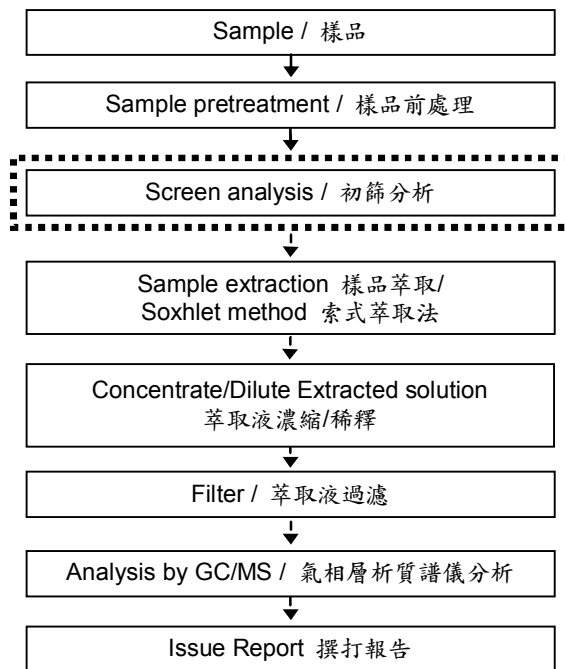 Sample / 樣品
Sample pretreatment / 樣品前處理
Screen analysis / 初篩分析
Sample extraction 樣品萃取/
Soxhlet method 索式萃取法
Concentrate/Dilute Extracted solution
萃取液濃縮/稀釋
Filter / 萃取液過濾
Analysis by GC/MS / 氣相層析質譜儀分析
Issue Report 撰打報告